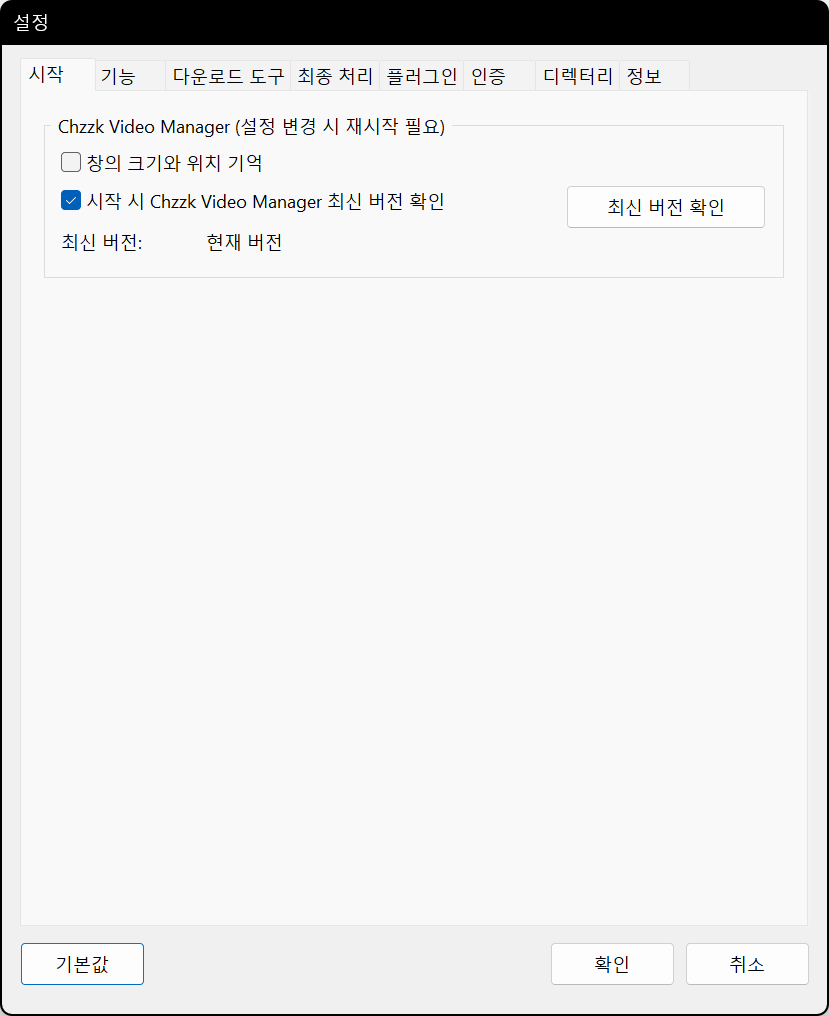 설정
시작 기능 다운로드 도구 최종 처리 플러그인 인증 디렉터리 정보
Chzzk Video Manager (설정 변경 시 재시작 필요)
창의 크기와 위치 기억
시작 시 Chzzk Video Manager 최신 버전 확인
최신 버전 확인
최신 버전: 현재 버전
기본값 확인 취소